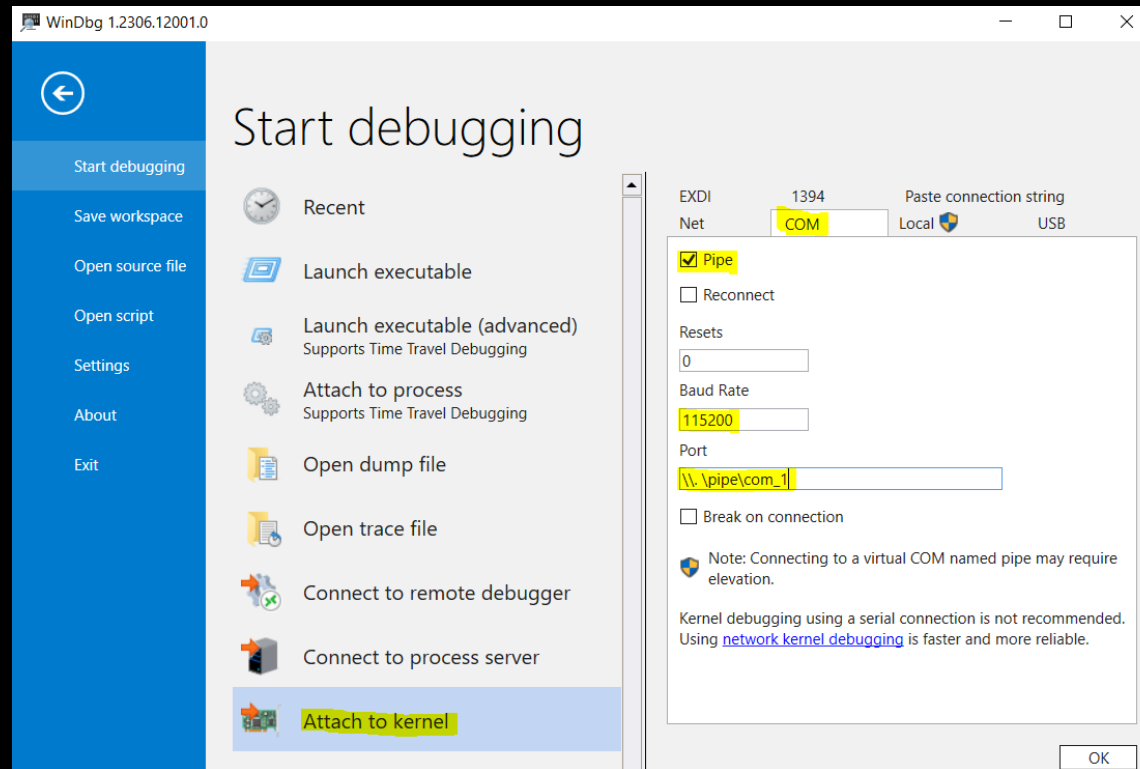 WinDbg 1.2306.12001.0
Start debugging
Save workspace
Open source file
Open script
Settings
About
Exit
Start debugging
Recent
Launch executable
Launch executable (advanced)
Supports Time Travel Debugging
Attach to process
Supports Time Travel Debugging
Open dump file
Open trace file
Connect to remote debugger
Connect to process server
Attach to kernel
EXDI 1394 Paste connection string
Net COM Local USB
Pipe
Reconnect
Resets
0
Baud Rate
115200
Port
\\. \pipe\com_1
Break on connection
Note: Connecting to a virtual COM named pipe may require
elevation.
Kernel debugging using a serial connection is not recommended.
Using network kernel debugging is faster and more reliable.
OK